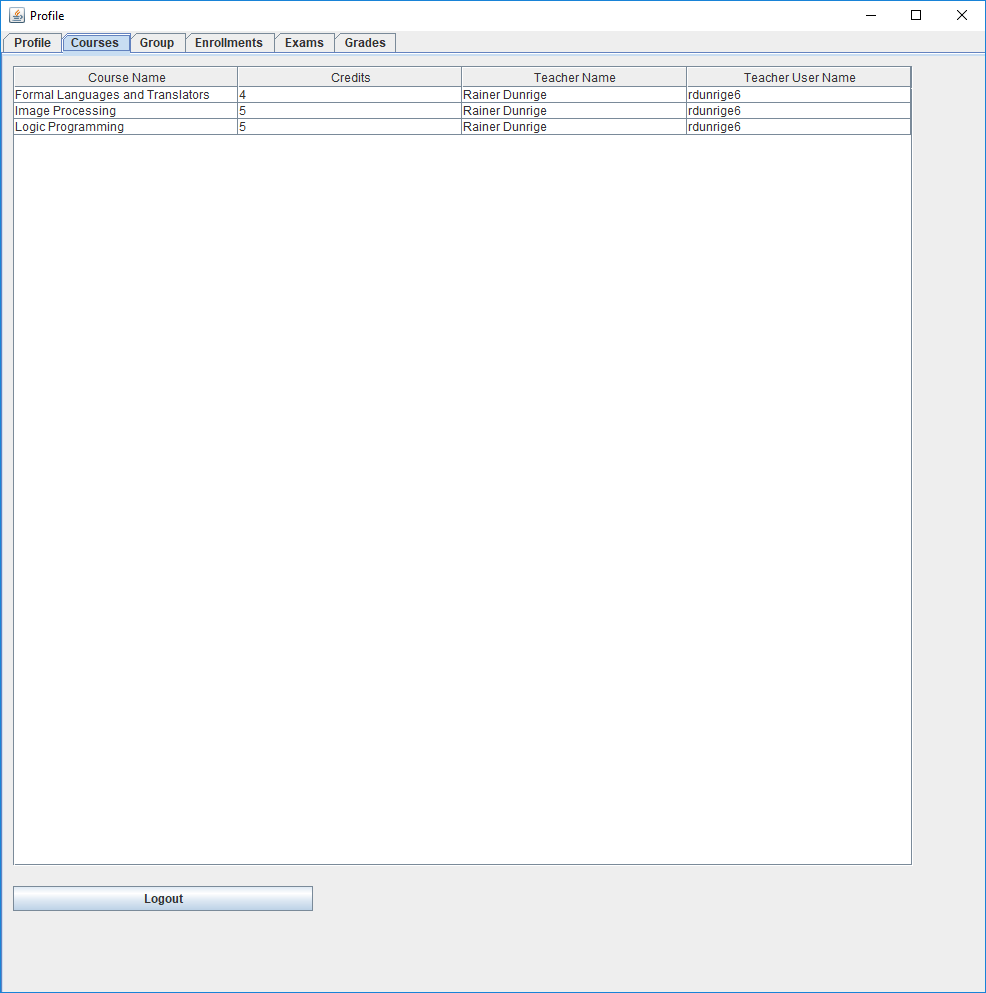 Profile
Profile Courses Group Enrollments Exams Grades
Course Name Credits Teacher Name Teacher User Name
Formal Languages and Translators 4 Rainer Dunrige rdunrige6
Image Processing 5 Rainer Dunrige rdunrige6
Logic Programming 5 Rainer Dunrige rdunrige6
Logout